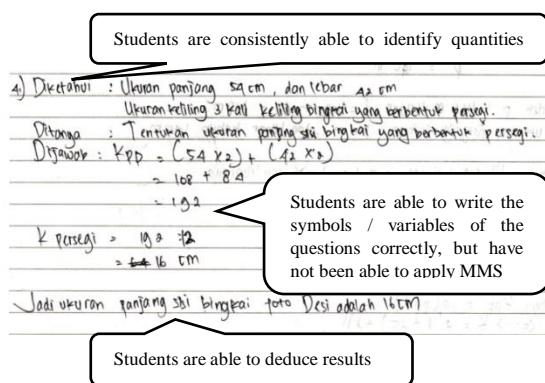 Students are consistently able to identify quantities
4.) Diketahui : Ukuran panjang 54 cm, dan lebar 42 cm
Ukuran keliling 3 kali keliling bingkai yang berbentuk persegi.
Ditanya : Tentukan ukuran panjang sisi bingkai yang berbentuk persegi.
Dijawab : Kpp = (54 x 2) + (42 x 2)
= 108 + 84
= 192
Students are able to write the
symbols / variables of the
questions correctly, but have
not been able to apply MMS
K persegi = 192 : 12
= 16 cm
Jadi ukuran panjang sisi bingkai foto Desi adalah 16 cm
Students are able to deduce results